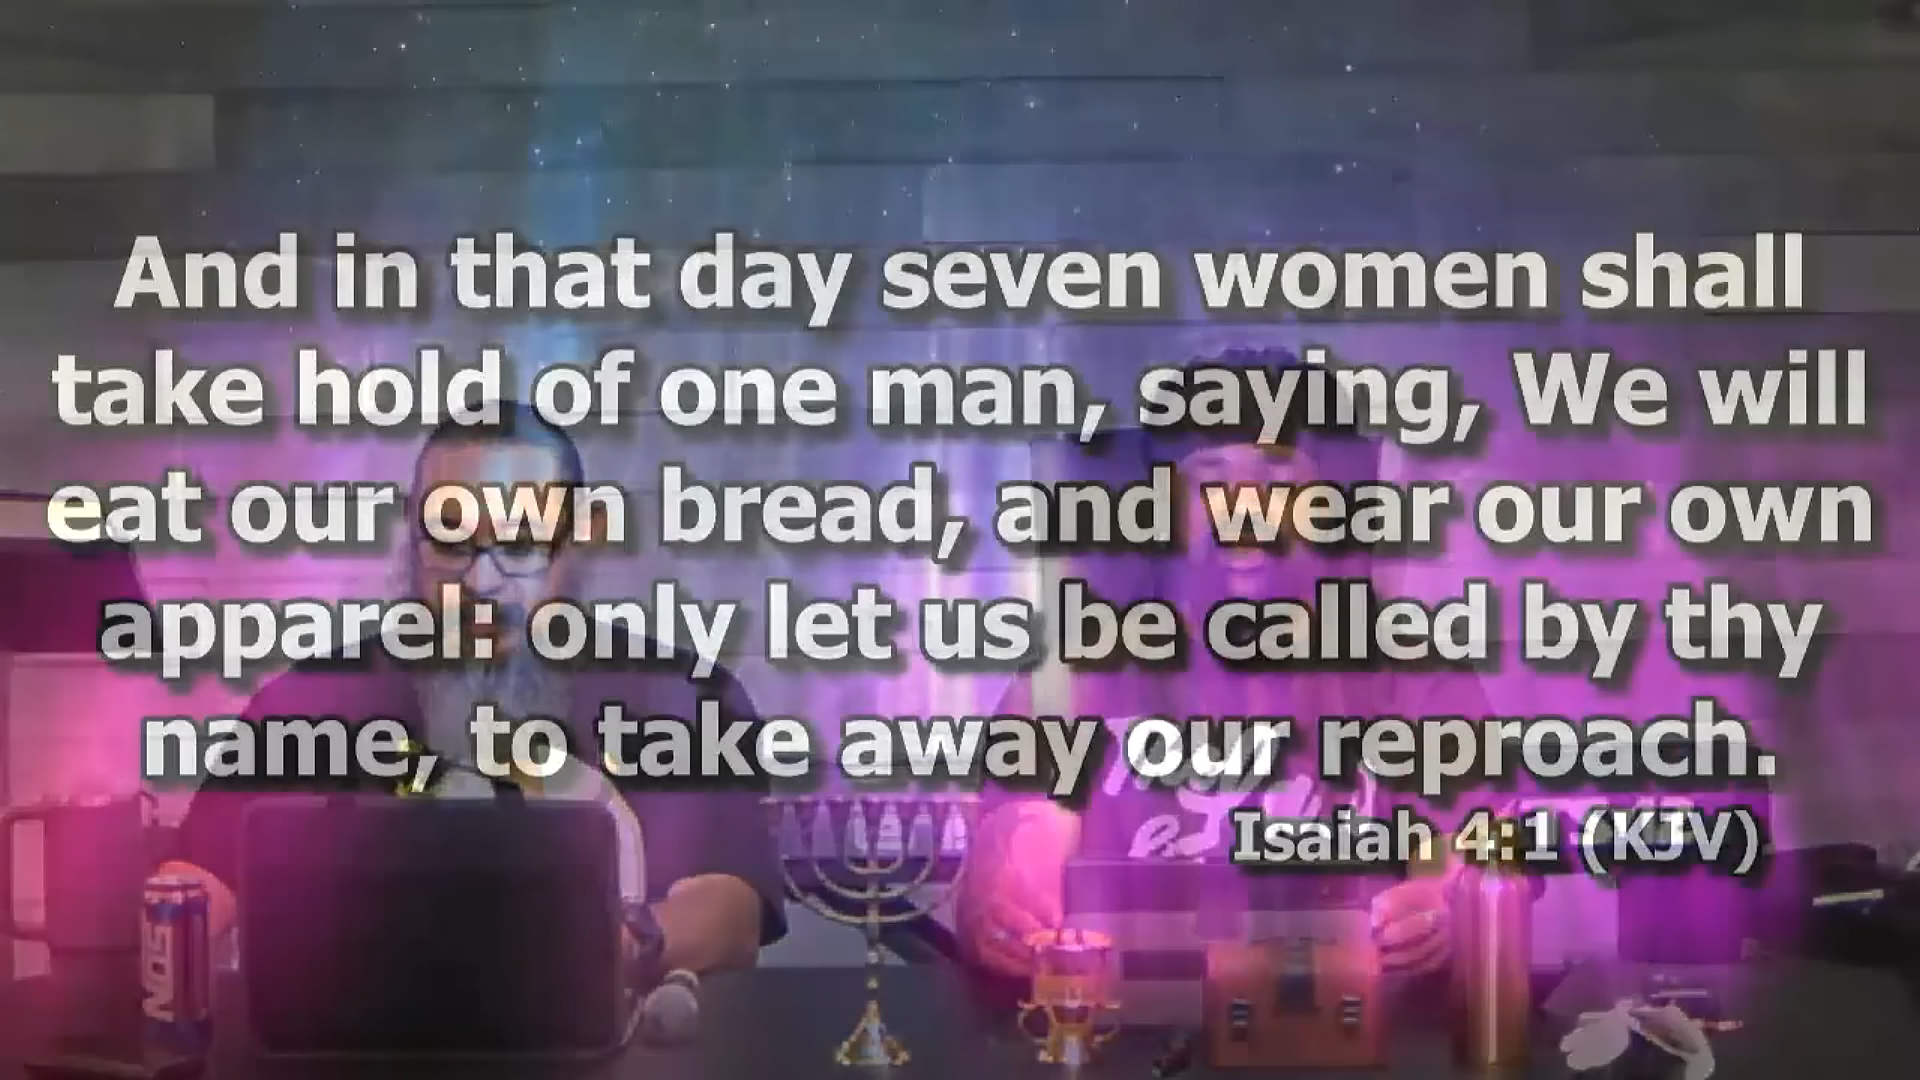 And in that day seven women shall
take hold of one man, saying, We will
eat our own bread, and wear our own
apparel: only let us be called by thy
name, to take away our reproach.
Isaiah 4:1 (KJV)
NOS